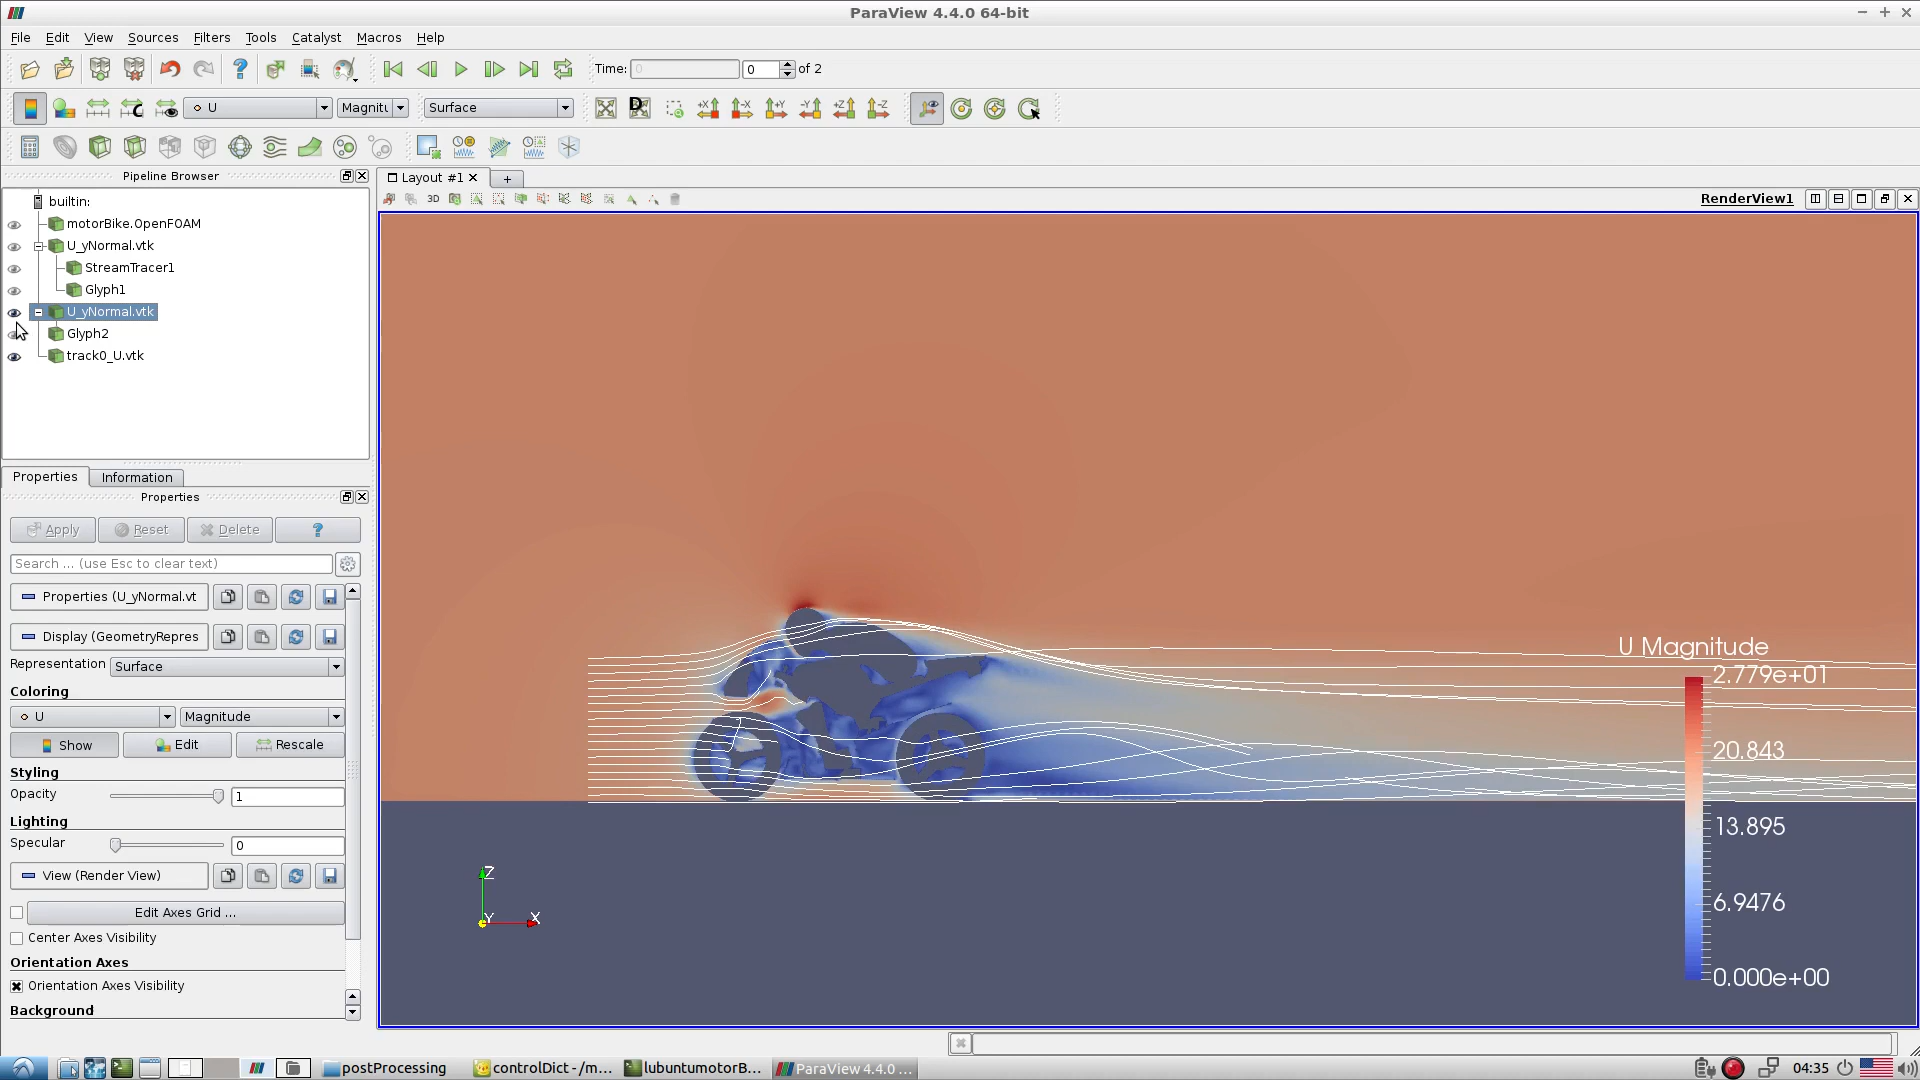 ParaView 4.4.0 64-bit
File Edit View Sources Filters Tools Catalyst Macros Help
Time: 0 0 of 2
U Magnitu Surface
Pipeline Browser
Layout #1
3D
RenderView1
builtin:
motorBike.OpenFOAM
U_yNormal.vtk
StreamTracer1
Glyph1
U_yNormal.vtk
Glyph2
track0_U.vtk
Properties Information
Properties
Apply Reset Delete ?
Search ... (use Esc to clear text)
Properties (U_yNormal.vt
Display (GeometryRepres
Representation Surface
Coloring
U Magnitude
Show Edit Rescale
Styling
Opacity 1
Lighting
Specular 0
View (Render View)
Edit Axes Grid ...
Center Axes Visibility
Orientation Axes
Orientation Axes Visibility
Background
U Magnitude
2.779e+01
20.843
13.895
6.9476
0.000e+00
Z
Y X
postProcessing controlDict - /m... lubuntumotorB... ParaView 4.4.0 ... 04:35